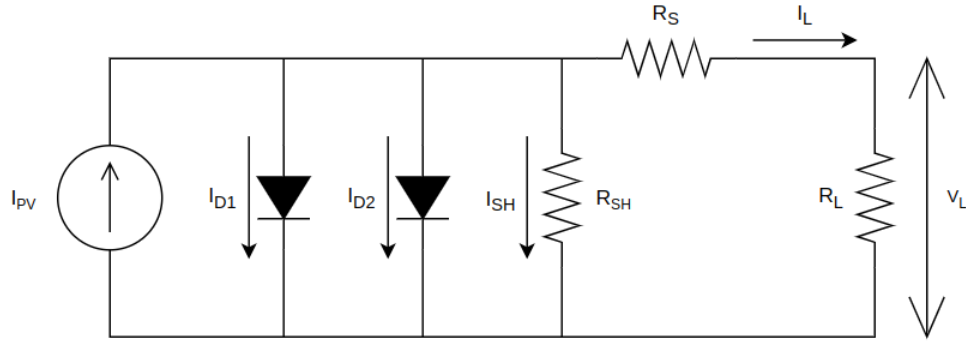 R_S
I_L
I_PV
I_D1
I_D2
I_SH
R_SH
R_L
V_L